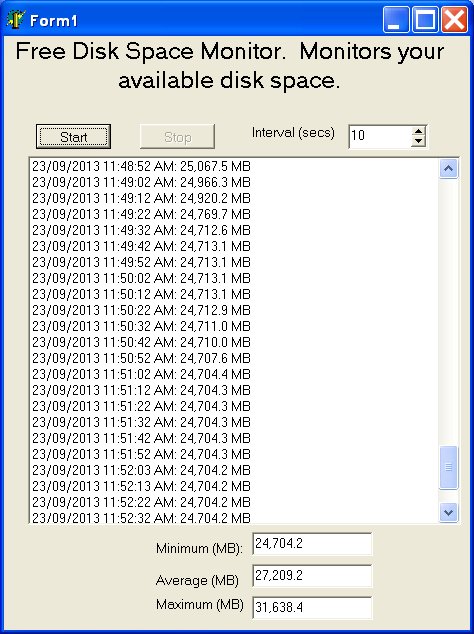 Form1
Free Disk Space Monitor.  Monitors your
available disk space.
Start
Stop
Interval (secs)
10
23/09/2013 11:48:52 AM: 25,067.5 MB
23/09/2013 11:49:02 AM: 24,966.3 MB
23/09/2013 11:49:12 AM: 24,920.2 MB
23/09/2013 11:49:22 AM: 24,769.7 MB
23/09/2013 11:49:32 AM: 24,712.6 MB
23/09/2013 11:49:42 AM: 24,713.1 MB
23/09/2013 11:49:52 AM: 24,713.1 MB
23/09/2013 11:50:02 AM: 24,713.1 MB
23/09/2013 11:50:12 AM: 24,713.1 MB
23/09/2013 11:50:22 AM: 24,712.9 MB
23/09/2013 11:50:32 AM: 24,711.0 MB
23/09/2013 11:50:42 AM: 24,710.0 MB
23/09/2013 11:50:52 AM: 24,707.6 MB
23/09/2013 11:51:02 AM: 24,704.4 MB
23/09/2013 11:51:12 AM: 24,704.3 MB
23/09/2013 11:51:22 AM: 24,704.3 MB
23/09/2013 11:51:32 AM: 24,704.3 MB
23/09/2013 11:51:42 AM: 24,704.3 MB
23/09/2013 11:51:52 AM: 24,704.3 MB
23/09/2013 11:52:03 AM: 24,704.2 MB
23/09/2013 11:52:13 AM: 24,704.2 MB
23/09/2013 11:52:22 AM: 24,704.2 MB
23/09/2013 11:52:32 AM: 24,704.2 MB
Minimum (MB): 24,704.2
Average (MB) 27,209.2
Maximum (MB) 31,638.4